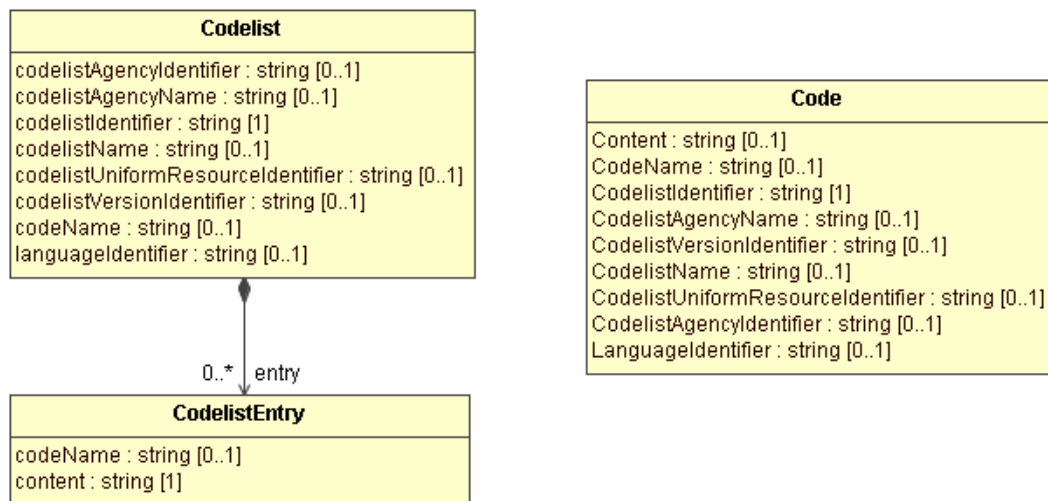 Codelist
codelistAgencyIdentifier : string [0..1]
codelistAgencyName : string [0..1]
codelistIdentifier : string [1]
codelistName : string [0..1]
codelistUniformResourceIdentifier : string [0..1]
codelistVersionIdentifier : string [0..1]
codeName : string [0..1]
languageIdentifier : string [0..1]
0..* entry
CodelistEntry
codeName : string [0..1]
content : string [1]
Code
Content : string [0..1]
CodeName : string [0..1]
CodelistIdentifier : string [1]
CodelistAgencyName : string [0..1]
CodelistVersionIdentifier : string [0..1]
CodelistName : string [0..1]
CodelistUniformResourceIdentifier : string [0..1]
CodelistAgencyIdentifier : string [0..1]
LanguageIdentifier : string [0..1]